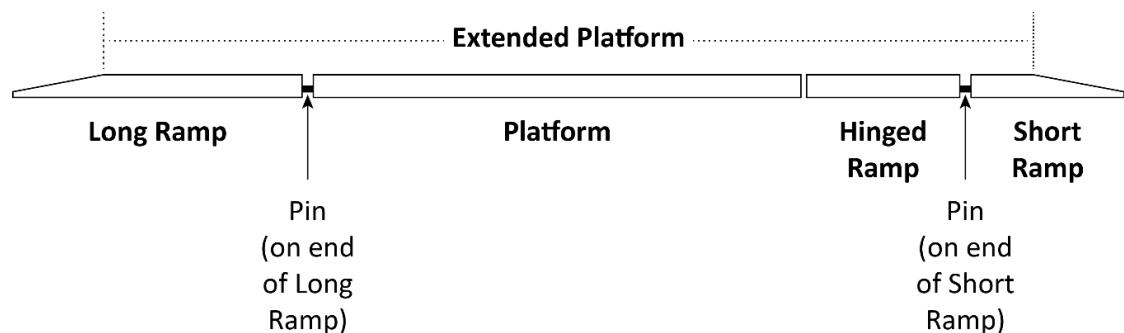 Extended Platform
Long Ramp
Platform
Hinged
Ramp
Short
Ramp
Pin
(on end
of Long
Ramp)
Pin
(on end
of Short
Ramp)